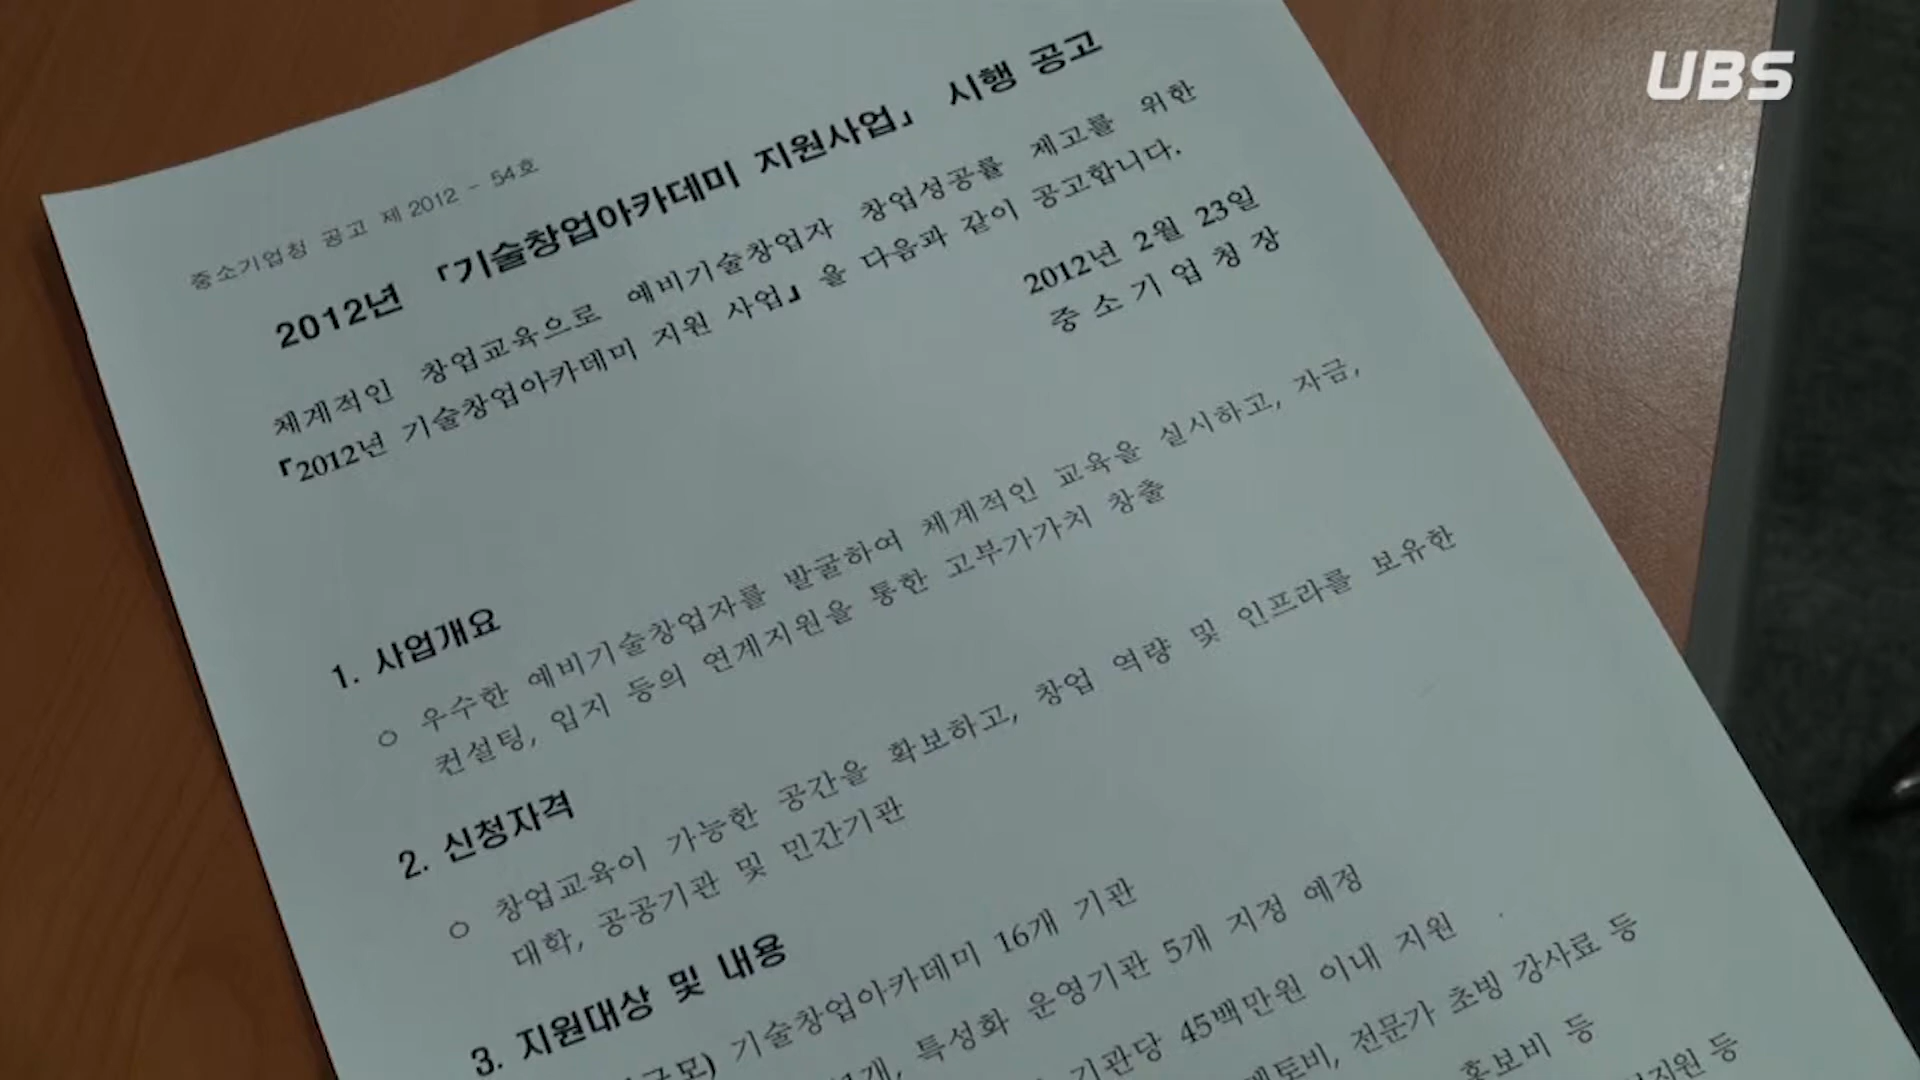 UBS
중소기업청 공고 제 2012 - 54호
2012년 「기술창업아카데미 지원사업」 시행 공고
체계적인 창업교육으로 예비기술창업자 창업성공률 제고를 위한
『2012년 기술창업아카데미 지원 사업』을 다음과 같이 공고합니다.
2012년 2월 23일
중소기업청장
1. 사업개요
○ 우수한 예비기술창업자를 발굴하여 체계적인 교육을 실시하고, 자금,
컨설팅, 입지 등의 연계지원을 통한 고부가가치 창출
2. 신청자격
○ 창업교육이 가능한 공간을 확보하고, 창업 역량 및 인프라를 보유한
대학, 공공기관 및 민간기관
3. 지원대상 및 내용
기술창업아카데미 16개 기관
특성화 운영기관 5개 지정 예정
기관당 45백만원 이내 지원
전문가 초빙 강사료 등
홍보비 등
등